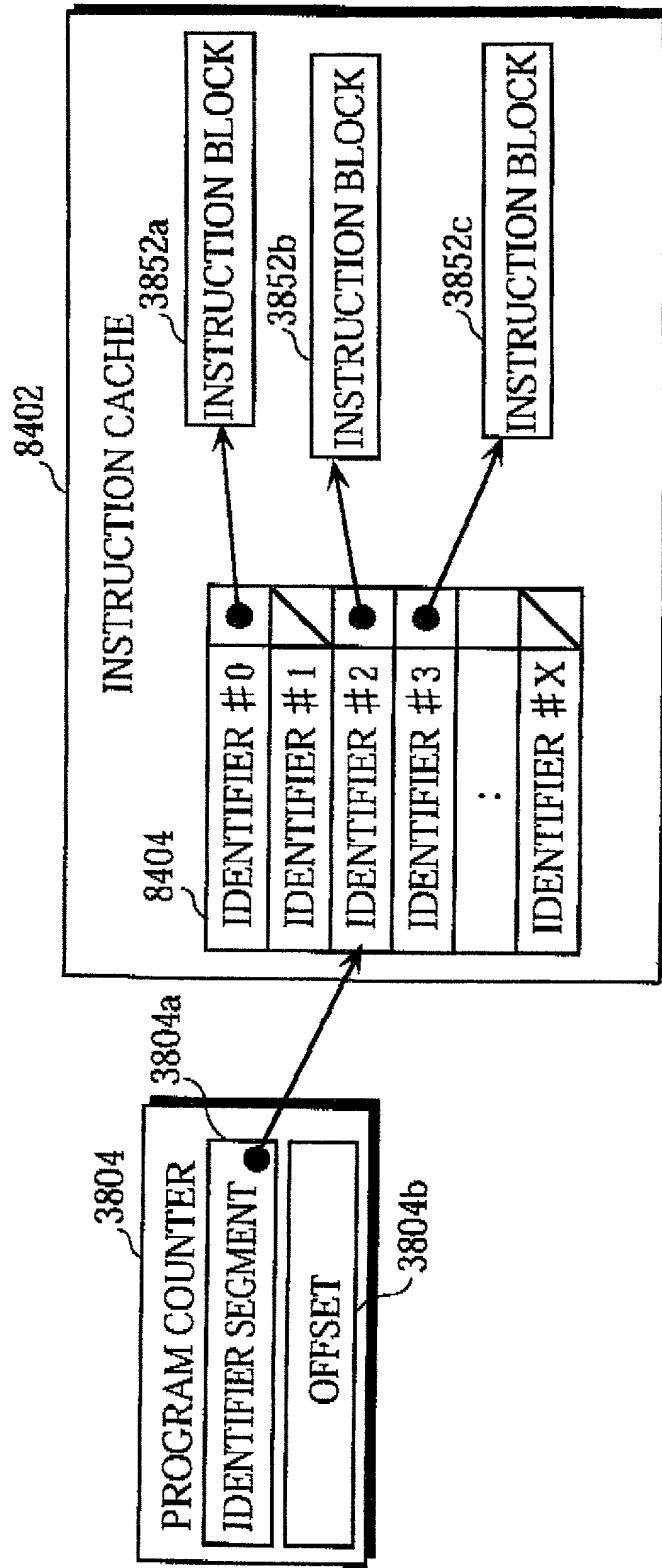 3804
PROGRAM COUNTER
IDENTIFIER SEGMENT
3804a
OFFSET
3804b
8402
INSTRUCTION CACHE
8404
IDENTIFIER #0
IDENTIFIER #1
IDENTIFIER #2
IDENTIFIER #3
:
IDENTIFIER #X
3852a
INSTRUCTION BLOCK
3852b
INSTRUCTION BLOCK
3852c
INSTRUCTION BLOCK